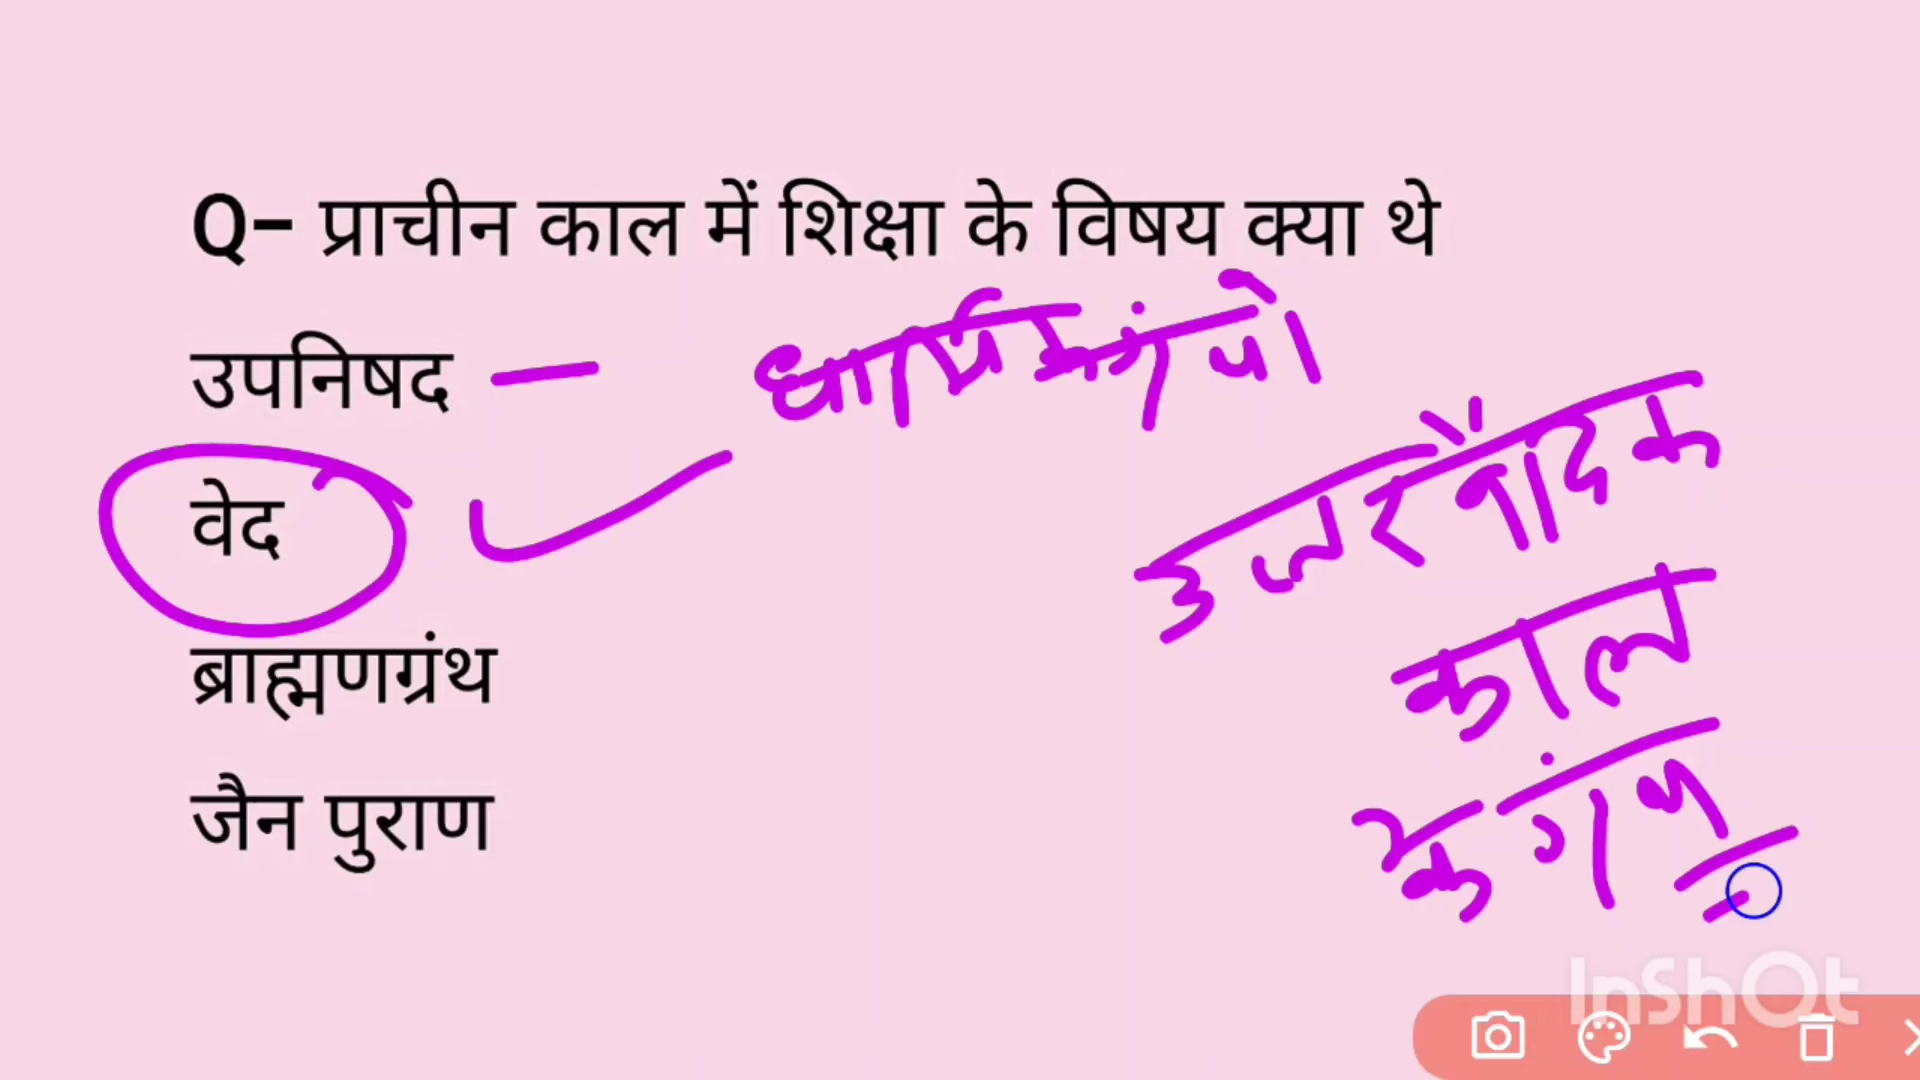 Q– प्राचीन काल में शिक्षा के विषय क्या थे
उपनिषद –
धार्मिक ग्रंथो
वेद
उत्तरवैदिक
काल
के ग्रंथ
ब्राह्मणग्रंथ
जैन पुराण
InShOt